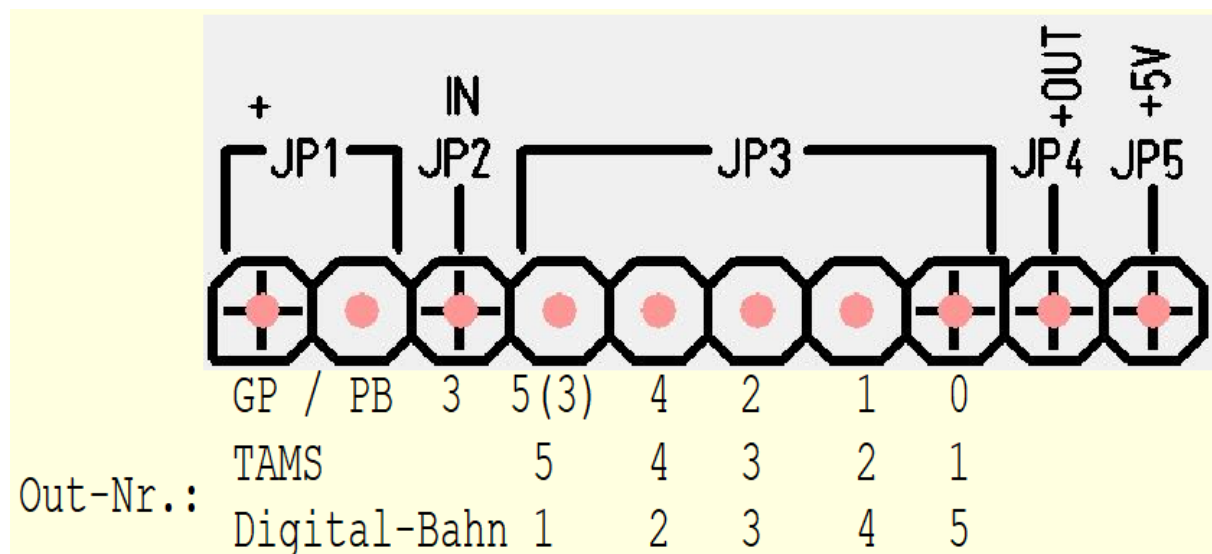 + IN +OUT +5V
JP1 JP2 JP3 JP4 JP5
GP / PB 3 5(3) 4 2 1 0
TAMS 5 4 3 2 1
Out-Nr.:
Digital-Bahn 1 2 3 4 5